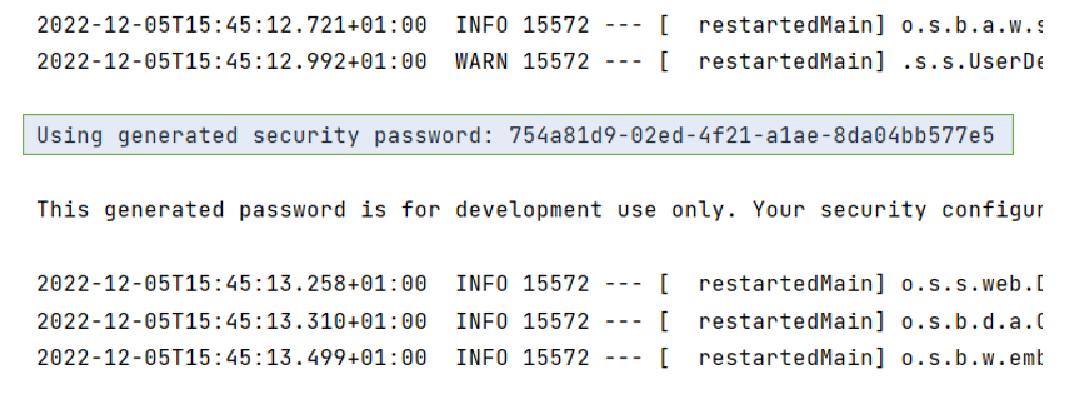 2022-12-05T15:45:12.721+01:00  INFO 15572 --- [  restartedMain] o.s.b.a.w.s
2022-12-05T15:45:12.992+01:00  WARN 15572 --- [  restartedMain] .s.s.UserDe
Using generated security password: 754a81d9-02ed-4f21-a1ae-8da04bb577e5
This generated password is for development use only. Your security configur
2022-12-05T15:45:13.258+01:00  INFO 15572 --- [  restartedMain] o.s.s.web.D
2022-12-05T15:45:13.310+01:00  INFO 15572 --- [  restartedMain] o.s.b.d.a.O
2022-12-05T15:45:13.499+01:00  INFO 15572 --- [  restartedMain] o.s.b.w.emb